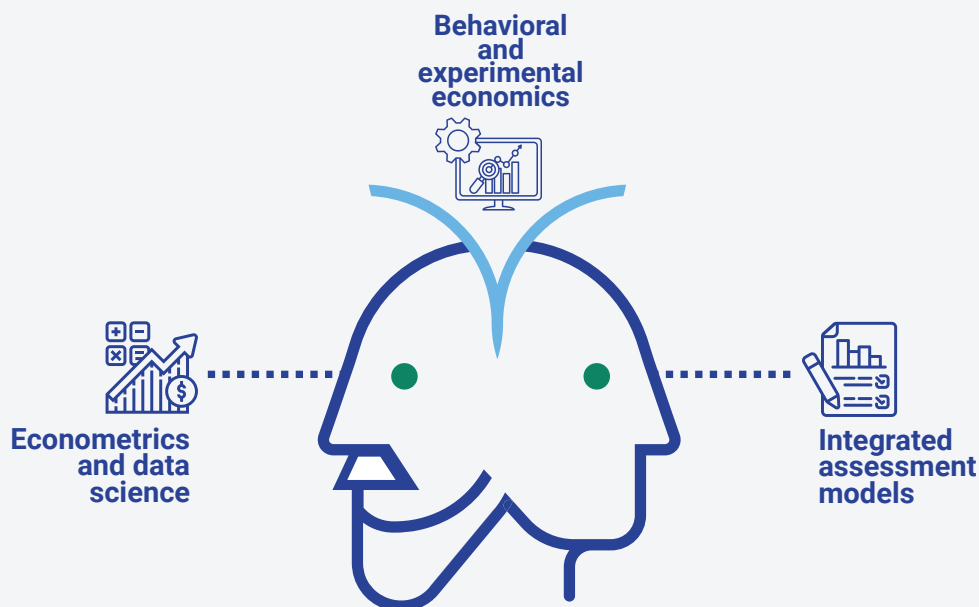 Behavioral
and
experimental
economics
$
Econometrics
and data
science
Integrated
assessment
models